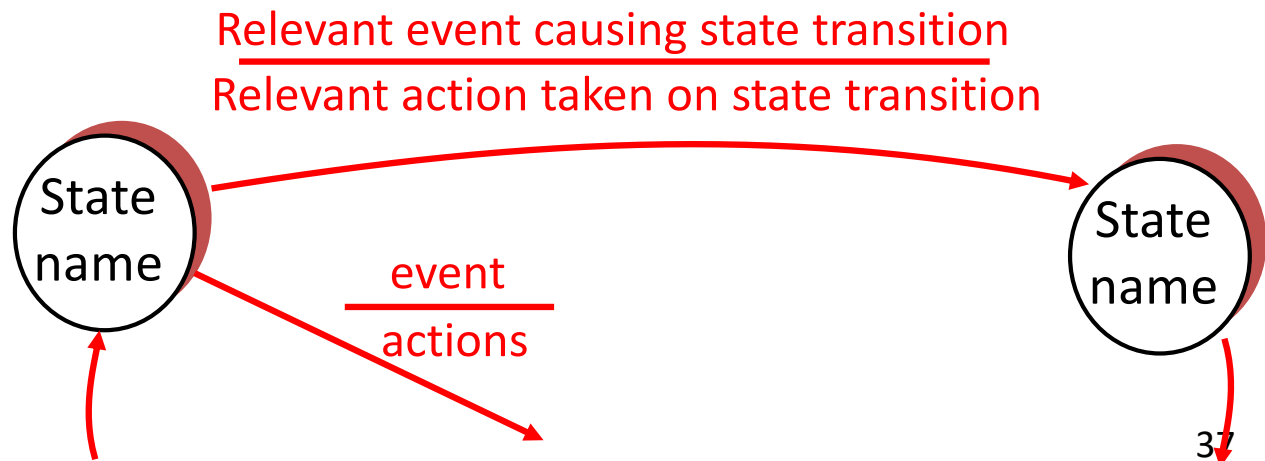 Relevant event causing state transition
Relevant action taken on state transition
State
name
State
name
event
actions
37